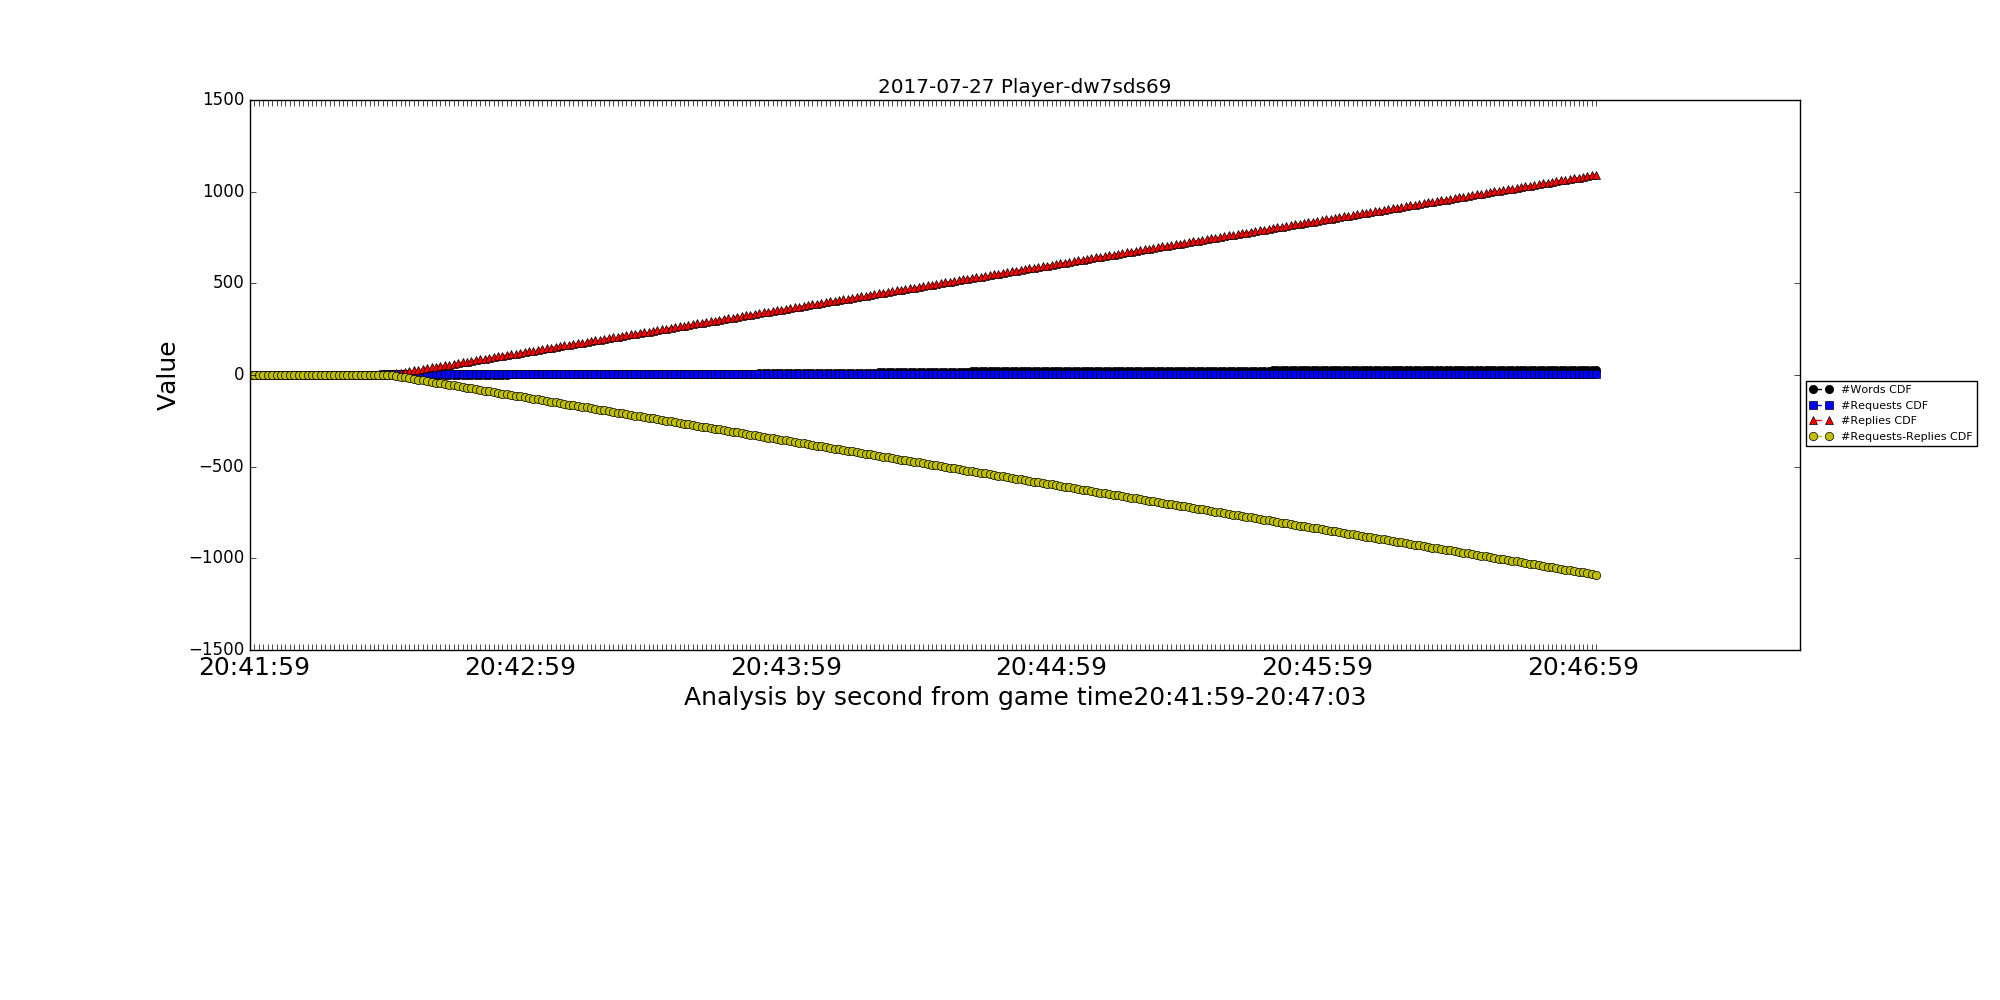 2017-07-27 Player-dw7sds69
1500
1000
500
0
−500
−1000
−1500
Value
20:41:59 20:42:59 20:43:59 20:44:59 20:45:59 20:46:59
Analysis by second from game time20:41:59-20:47:03
#Words CDF
#Requests CDF
#Replies CDF
#Requests-Replies CDF